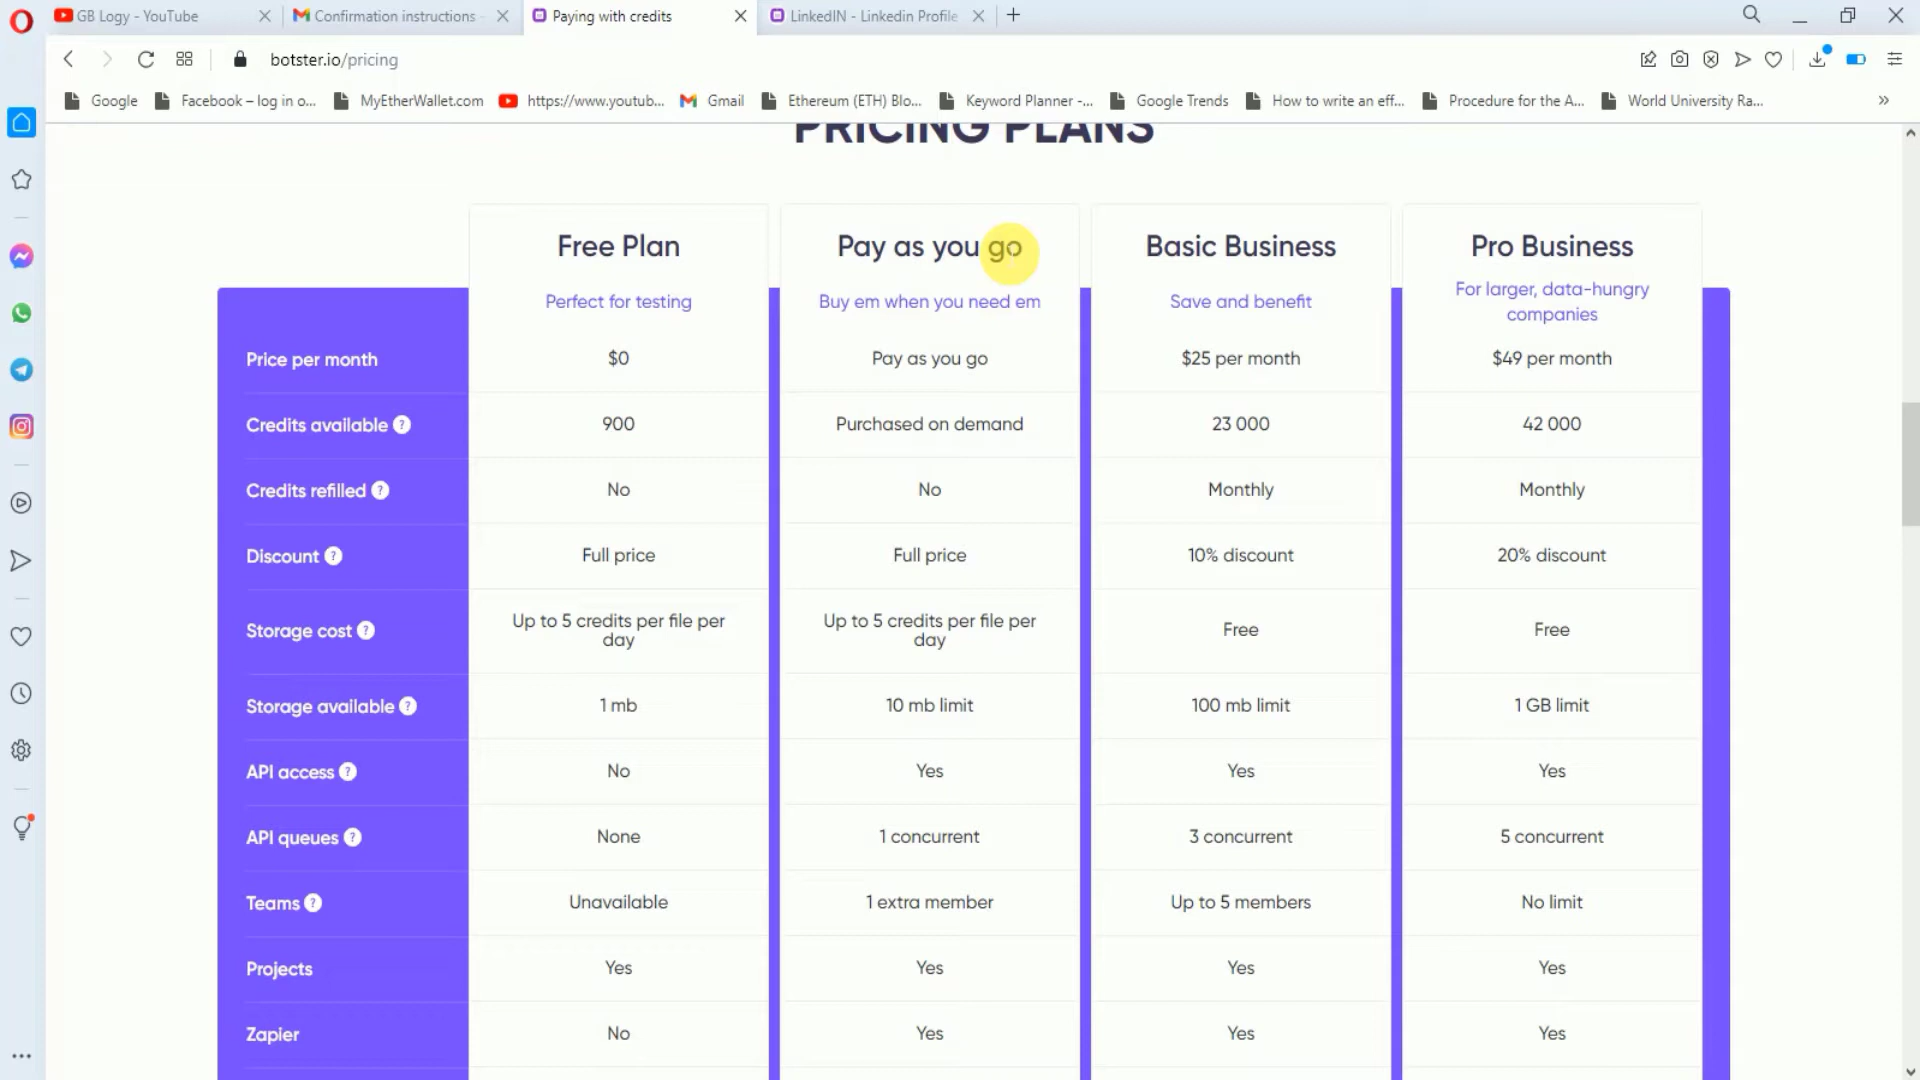 GB Logy - YouTube
Confirmation instructions -
Paying with credits
LinkedIN - Linkedin Profile
botster.io/pricing
Google
Facebook – log in o...
MyEtherWallet.com
https://www.youtub...
Gmail
Ethereum (ETH) Blo...
Keyword Planner -...
Google Trends
How to write an eff...
Procedure for the A...
World University Ra...
PRICING PLANS
Free Plan
Pay as you go
Basic Business
Pro Business
Perfect for testing
Buy em when you need em
Save and benefit
For larger, data-hungry
companies
Price per month
$0
Pay as you go
$25 per month
$49 per month
Credits available ?
900
Purchased on demand
23 000
42 000
Credits refilled ?
No
No
Monthly
Monthly
Discount ?
Full price
Full price
10% discount
20% discount
Storage cost ?
Up to 5 credits per file per
day
Up to 5 credits per file per
day
Free
Free
Storage available ?
1 mb
10 mb limit
100 mb limit
1 GB limit
API access ?
No
Yes
Yes
Yes
API queues ?
None
1 concurrent
3 concurrent
5 concurrent
Teams ?
Unavailable
1 extra member
Up to 5 members
No limit
Projects
Yes
Yes
Yes
Yes
Zapier
No
Yes
Yes
Yes